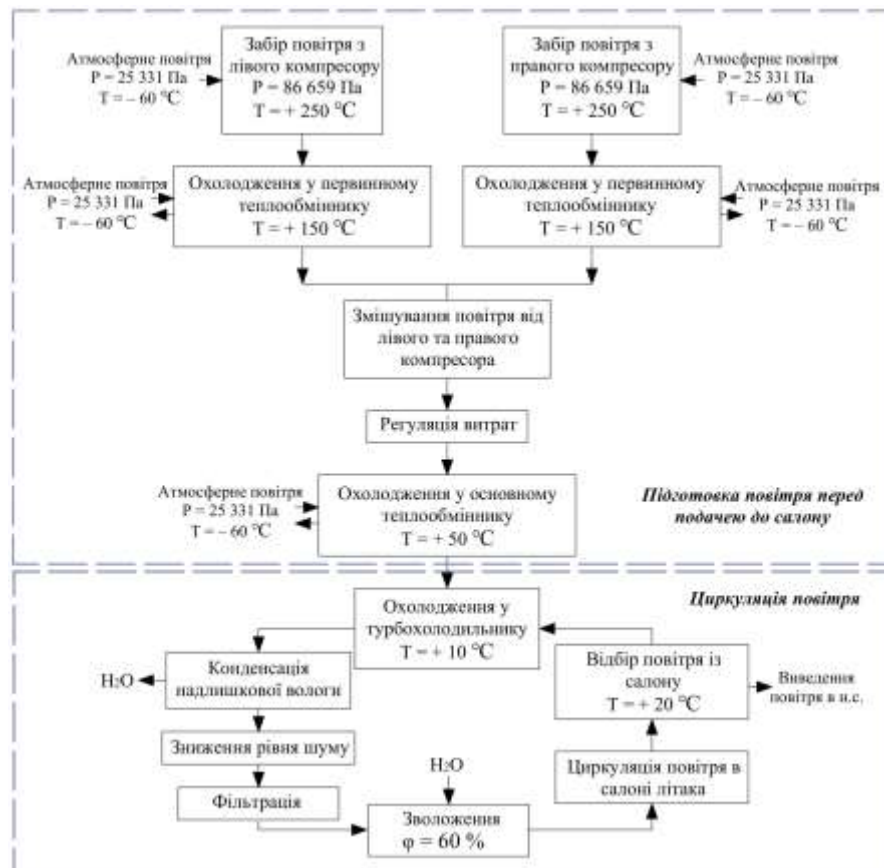 Атмосферне повітря
P = 25 331 Па
T = – 60 ℃
Забір повітря з
лівого компресору
P = 86 659 Па
T = + 250 ℃
Забір повітря з
правого компресору
P = 86 659 Па
T = + 250 ℃
Атмосферне повітря
P = 25 331 Па
T = – 60 ℃
Атмосферне повітря
P = 25 331 Па
T = – 60 ℃
Охолодження у первинному
теплообміннику
T = + 150 ℃
Охолодження у первинному
теплообміннику
T = + 150 ℃
Атмосферне повітря
P = 25 331 Па
T = – 60 ℃
Змішування повітря від
лівого та правого
компресора
Регуляція витрат
Атмосферне повітря
P = 25 331 Па
T = – 60 ℃
Охолодження у основному
теплообміннику
T = + 50 ℃
Підготовка повітря перед
подачею до салону
Циркуляція повітря
Охолодження у
турбохолодильнику
T = + 10 ℃
H2O
Конденсація
надлишкової вологи
Відбір повітря із
салону
T = + 20 ℃
Виведення
повітря в н.с.
Зниження рівня шуму
Фільтрація
H2O
Зволоження
φ = 60 %
Циркуляція повітря в
салоні літака